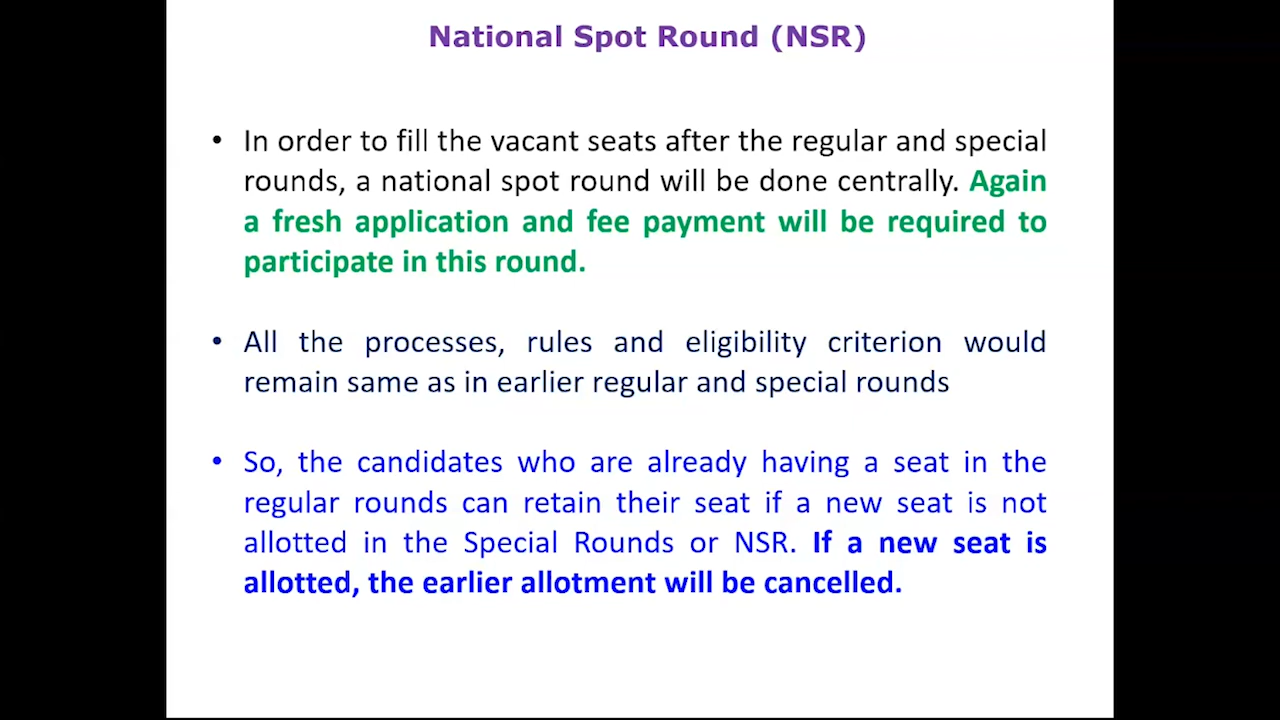 National Spot Round (NSR)
• In order to fill the vacant seats after the regular and special
rounds, a national spot round will be done centrally. Again
a fresh application and fee payment will be required to
participate in this round.
• All the processes, rules and eligibility criterion would
remain same as in earlier regular and special rounds
• So, the candidates who are already having a seat in the
regular rounds can retain their seat if a new seat is not
allotted in the Special Rounds or NSR. If a new seat is
allotted, the earlier allotment will be cancelled.